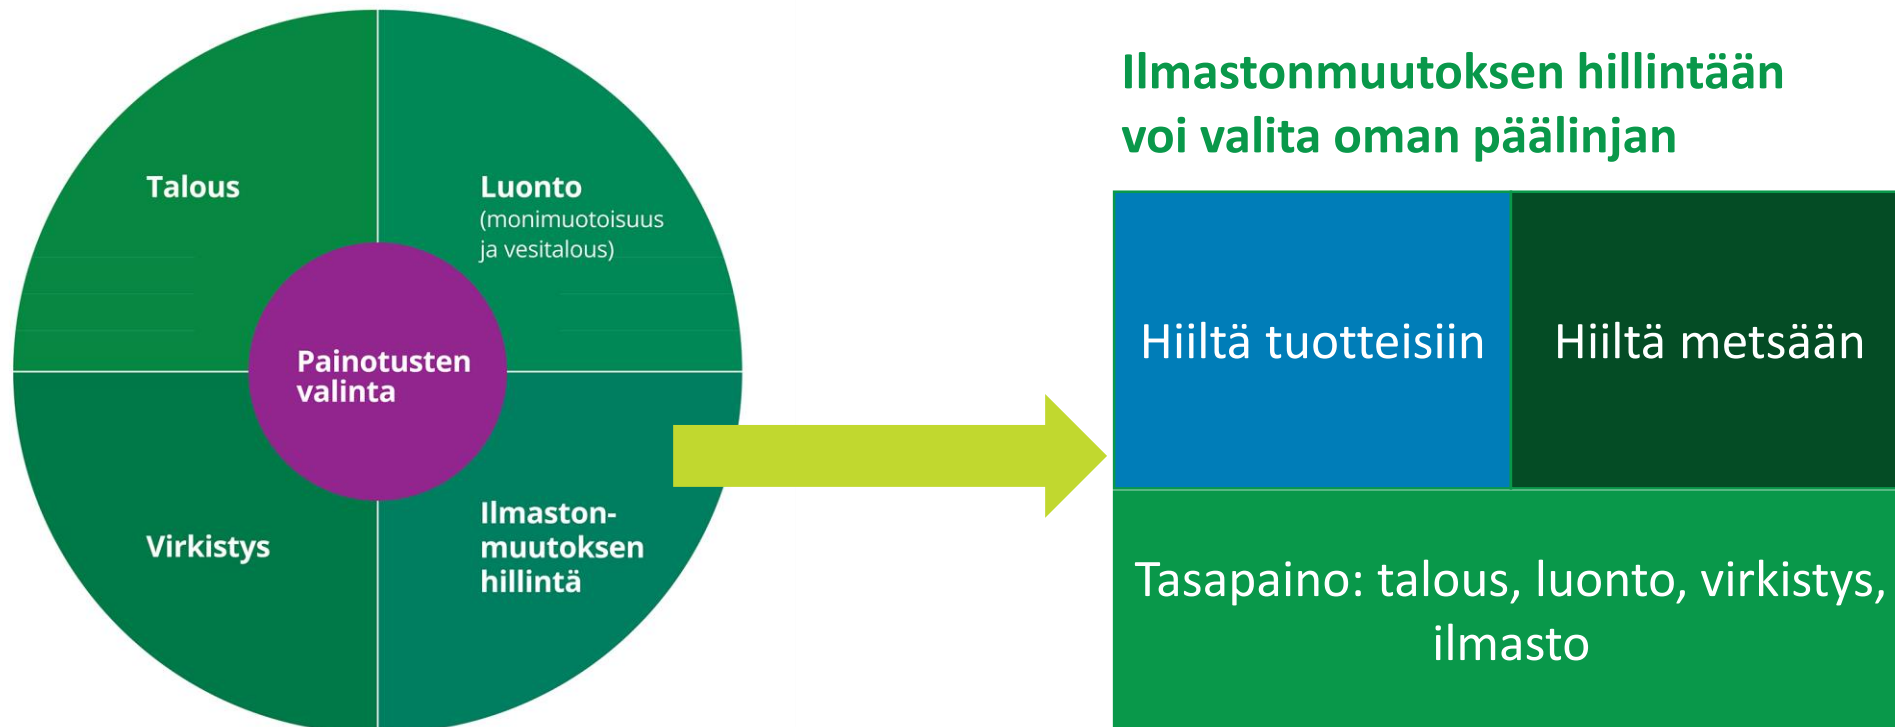 Talous
Luonto
(monimuotoisuus
ja vesitalous)
Painotusten
valinta
Virkistys
Ilmaston-
muutoksen
hillintä
Ilmastonmuutoksen hillintään
voi valita oman päälinjan
Hiiltä tuotteisiin
Hiiltä metsään
Tasapaino: talous, luonto, virkistys,
ilmasto